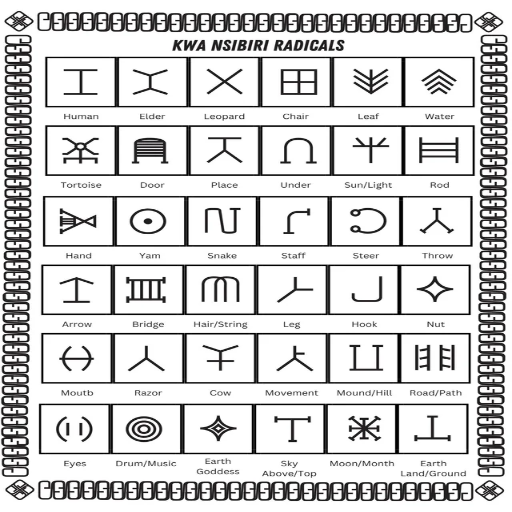 KWA NSIBIRI RADICALS
Human Elder Leopard Chair Leaf Water
Tortoise Door Place Under Sun/Light Rod
Hand Yam Snake Staff Steer Throw
Arrow Bridge Hair/String Leg Hook Nut
Moutb Razor Cow Movement Mound/Hill Road/Path
Eyes Drum/Music Earth Goddess Sky Above/Top Moon/Month Earth Land/Ground